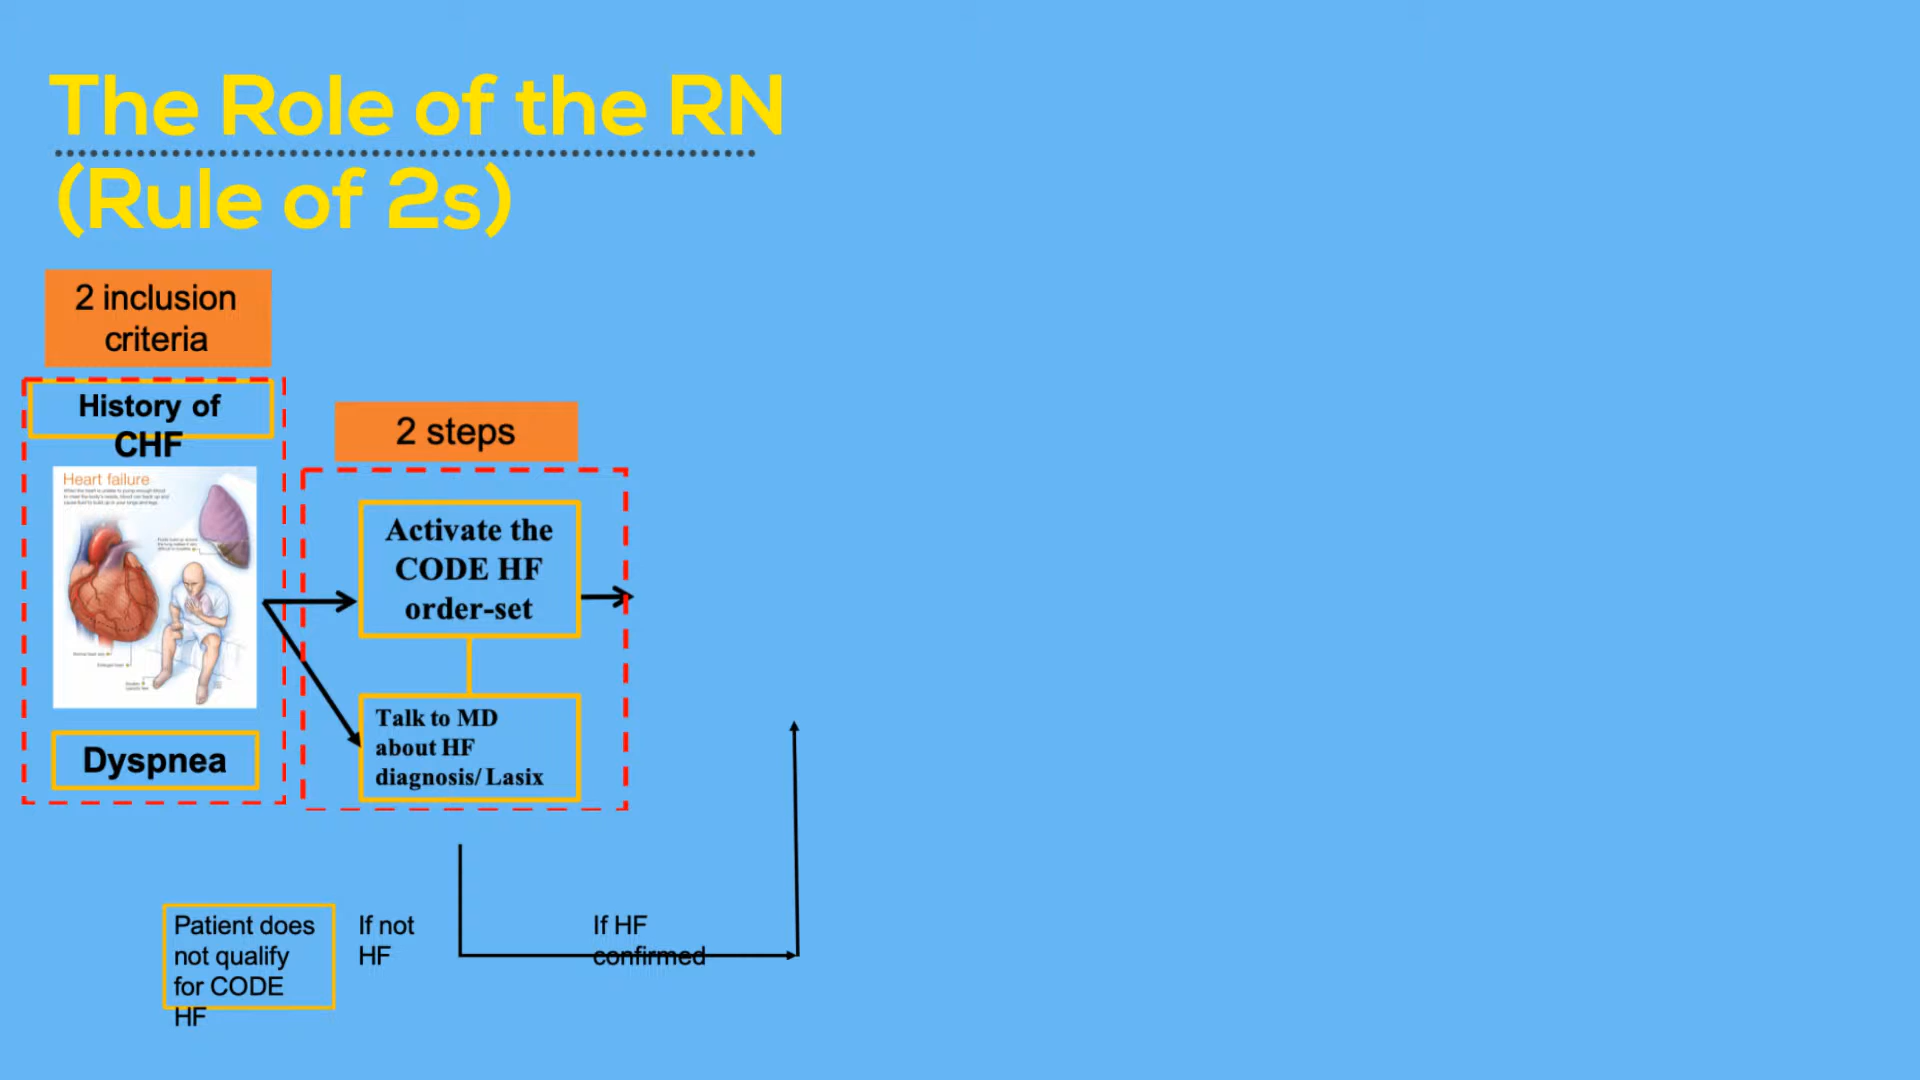 The Role of the RN
(Rule of 2s)
2 inclusion
criteria
History of
CHF
Heart failure
Dyspnea
2 steps
Activate the
CODE HF
order-set
Talk to MD
about HF
diagnosis/ Lasix
Patient does
not qualify
for CODE
HF
If not
HF
If HF
confirmed